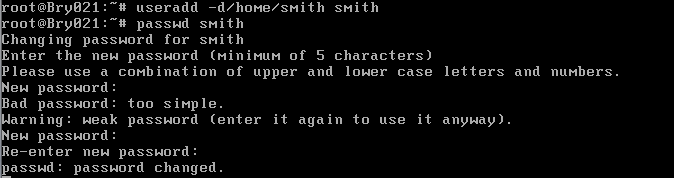 root@Bry021:~# useradd -d/home/smith smith
root@Bry021:~# passwd smith
Changing password for smith
Enter the new password (minimum of 5 characters)
Please use a combination of upper and lower case letters and numbers.
New password:
Bad password: too simple.
Warning: weak password (enter it again to use it anyway).
New password:
Re-enter new password:
passwd: password changed.